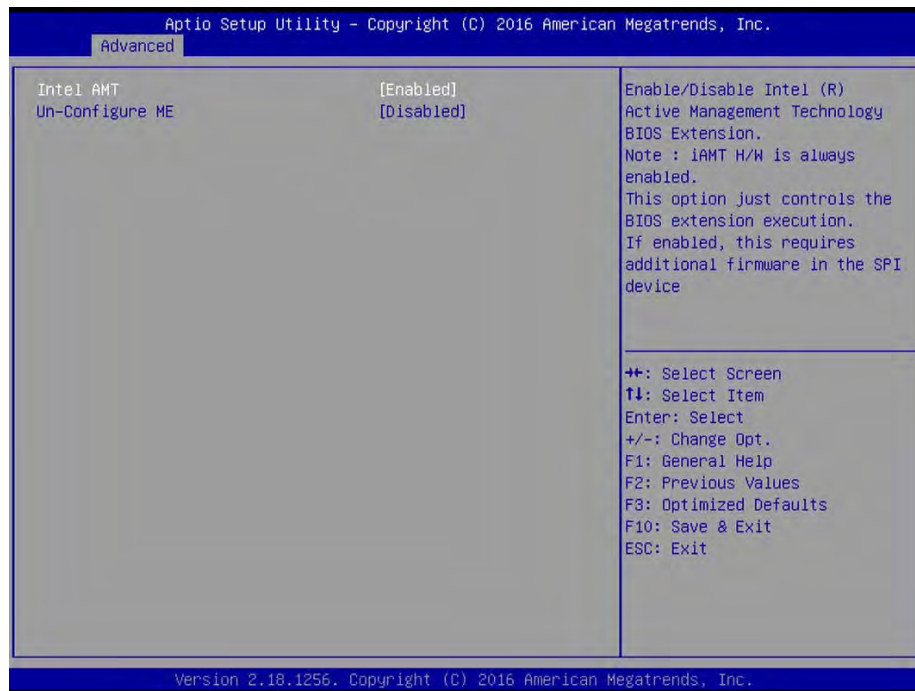 Aptio Setup Utility – Copyright (C) 2016 American Megatrends, Inc.
Advanced
Intel AMT [Enabled]
Un-Configure ME [Disabled]
Enable/Disable Intel (R)
Active Management Technology
BIOS Extension.
Note : iAMT H/W is always
enabled.
This option just controls the
BIOS extension execution.
If enabled, this requires
additional firmware in the SPI
device
→←: Select Screen
↑↓: Select Item
Enter: Select
+/-: Change Opt.
F1: General Help
F2: Previous Values
F3: Optimized Defaults
F10: Save & Exit
ESC: Exit
Version 2.18.1256. Copyright (C) 2016 American Megatrends, Inc.